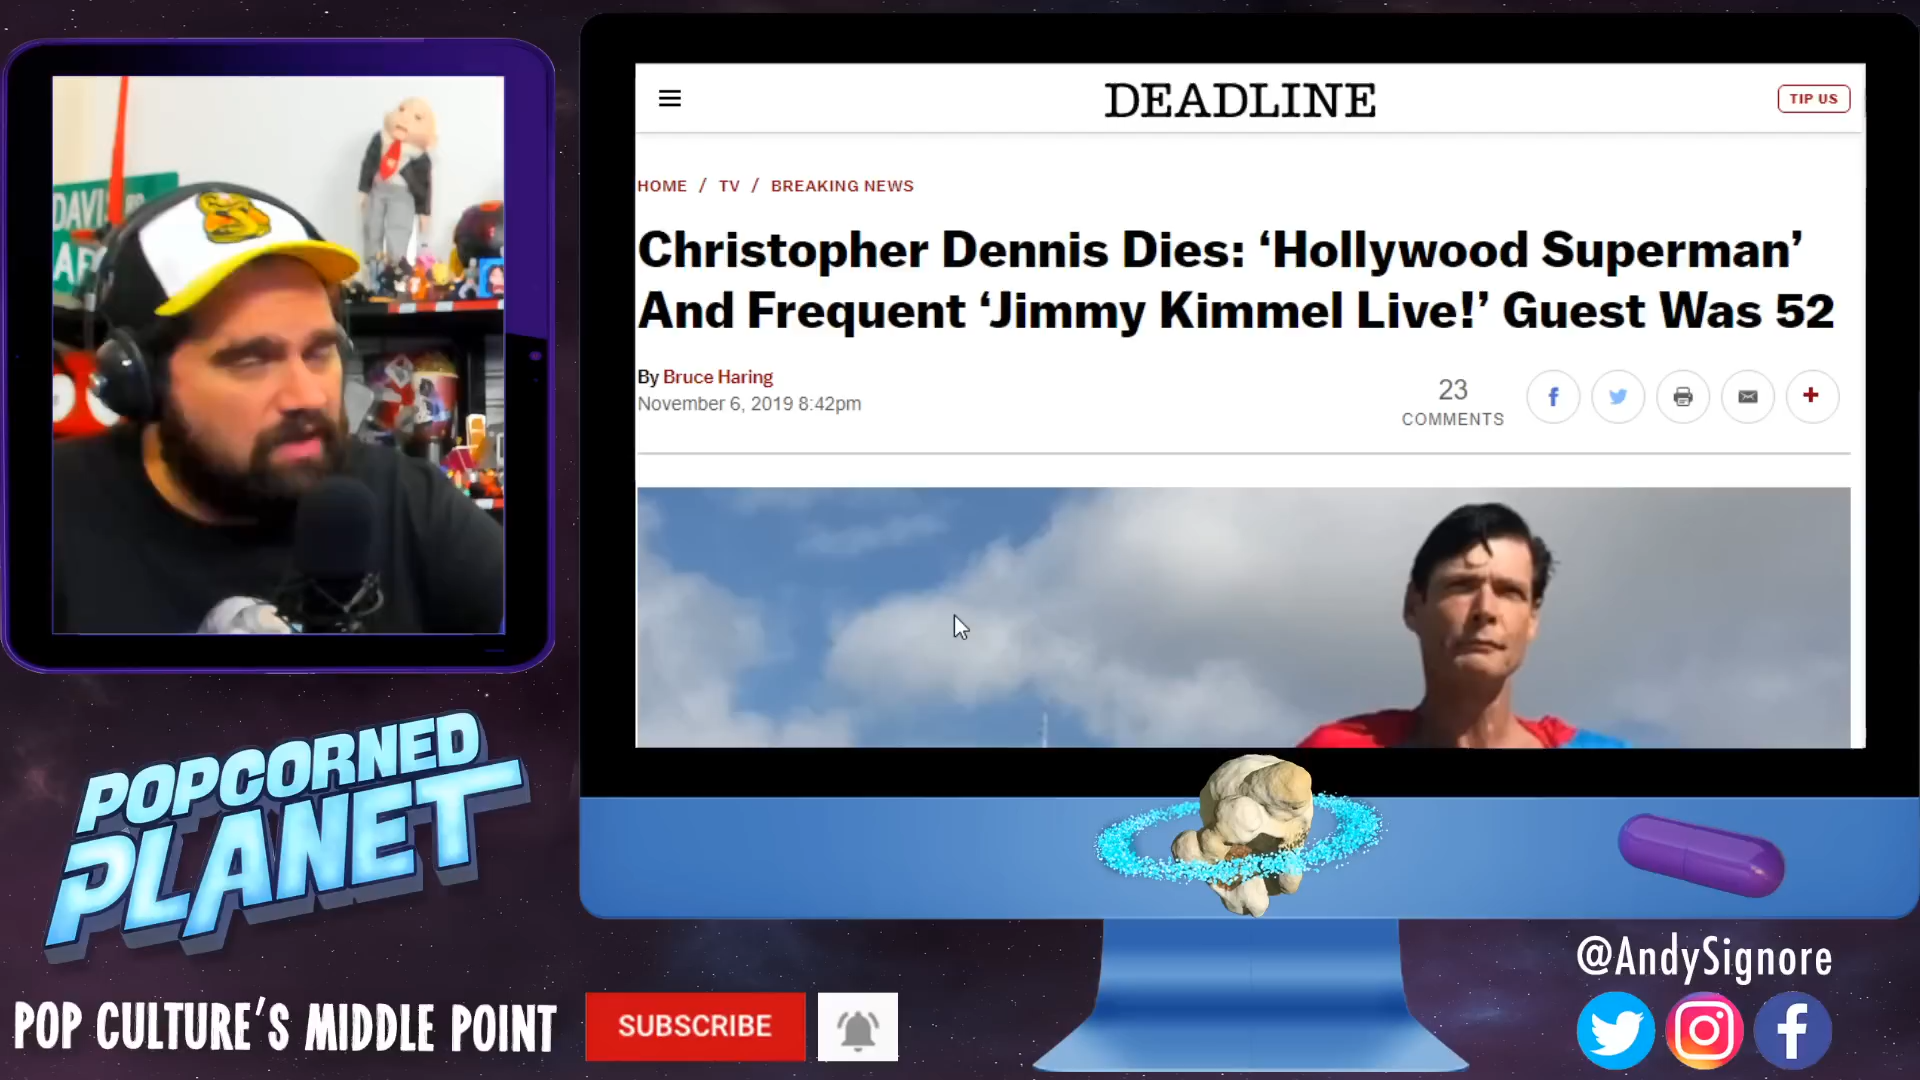 DAVIS
DEADLINE
TIP US
HOME / TV / BREAKING NEWS
Christopher Dennis Dies: ‘Hollywood Superman’
And Frequent ‘Jimmy Kimmel Live!’ Guest Was 52
By Bruce Haring
November 6, 2019 8:42pm
23
COMMENTS
POPCORNED
PLANET
POP CULTURE'S MIDDLE POINT
SUBSCRIBE
@AndySignore